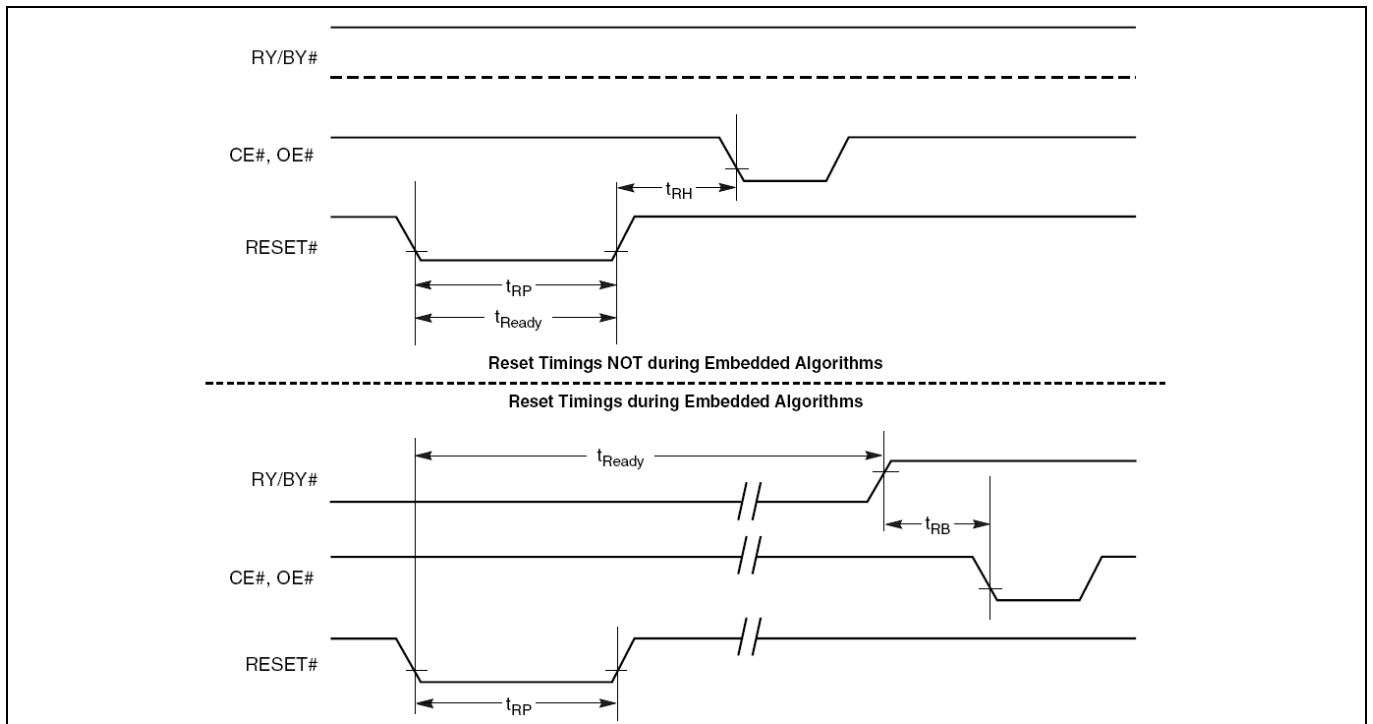 RY/BY#
CE#, OE#
tRH
RESET#
tRP
tReady
Reset Timings NOT during Embedded Algorithms
Reset Timings during Embedded Algorithms
tReady
RY/BY#
tRB
CE#, OE#
RESET#
tRP